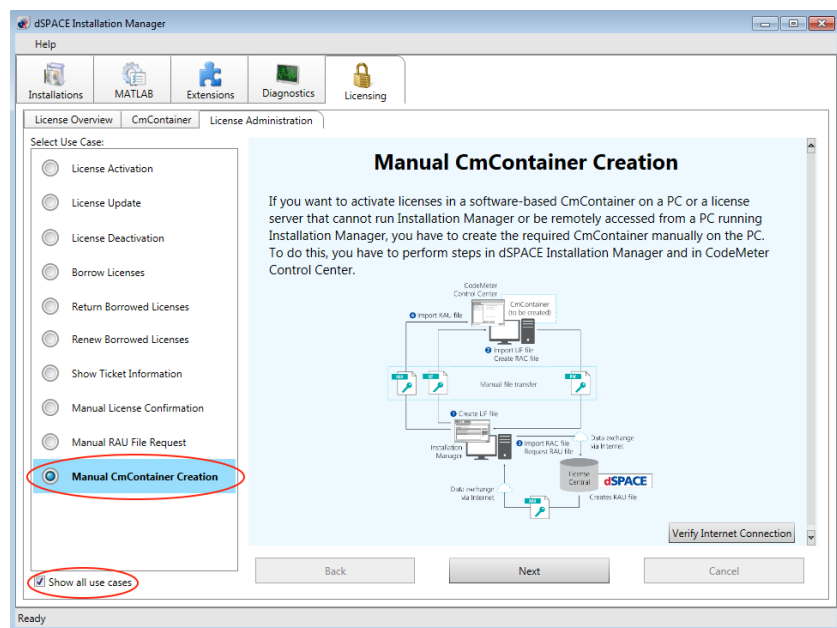 dSPACE Installation Manager
Help
Installations
MATLAB
Extensions
Diagnostics
Licensing
License Overview
CmContainer
License Administration
Select Use Case:
License Activation
License Update
License Deactivation
Borrow Licenses
Return Borrowed Licenses
Renew Borrowed Licenses
Show Ticket Information
Manual License Confirmation
Manual RAU File Request
Manual CmContainer Creation
Show all use cases
Manual CmContainer Creation
If you want to activate licenses in a software-based CmContainer on a PC or a license
server that cannot run Installation Manager or be remotely accessed from a PC running
Installation Manager, you have to create the required CmContainer manually on the PC.
To do this, you have to perform steps in dSPACE Installation Manager and in CodeMeter
Control Center.
CodeMeter
Control Center
CmContainer
(to be created)
4 Import RAU file
2 Import LIF file
Create RAC file
Manual file transfer
1 Create LIF file
Installation
Manager
3 Import RAC file
Request RAU file
Data exchange
via Internet
License
Central
dSPACE
Data exchange
via Internet
Creates RAU file
Verify Internet Connection
Back
Next
Cancel
Ready